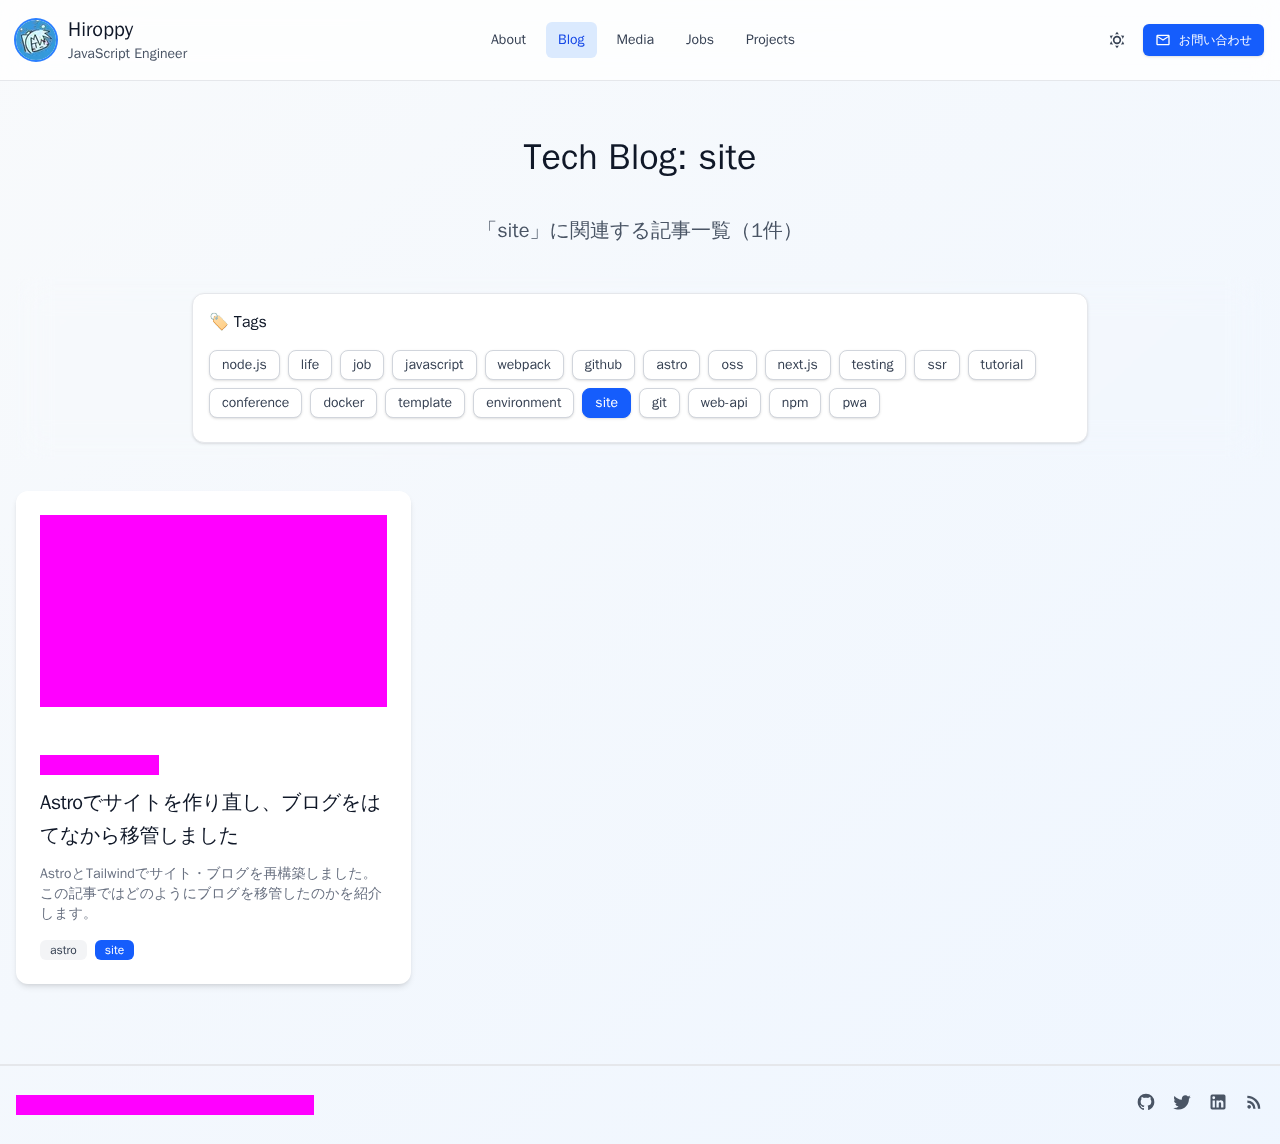 Hiroppy
JavaScript Engineer
About
Blog
Media
Jobs
Projects
お問い合わせ
Tech Blog: site
「site」に関連する記事一覧（1件）
🏷️ Tags
node.js
life
job
javascript
webpack
github
astro
oss
next.js
testing
ssr
tutorial
conference
docker
template
environment
site
git
web-api
npm
pwa
Astroでサイトを作り直し、ブログをは
てなから移管しました
AstroとTailwindでサイト・ブログを再構築しました。
この記事ではどのようにブログを移管したのかを紹介
します。
astro
site